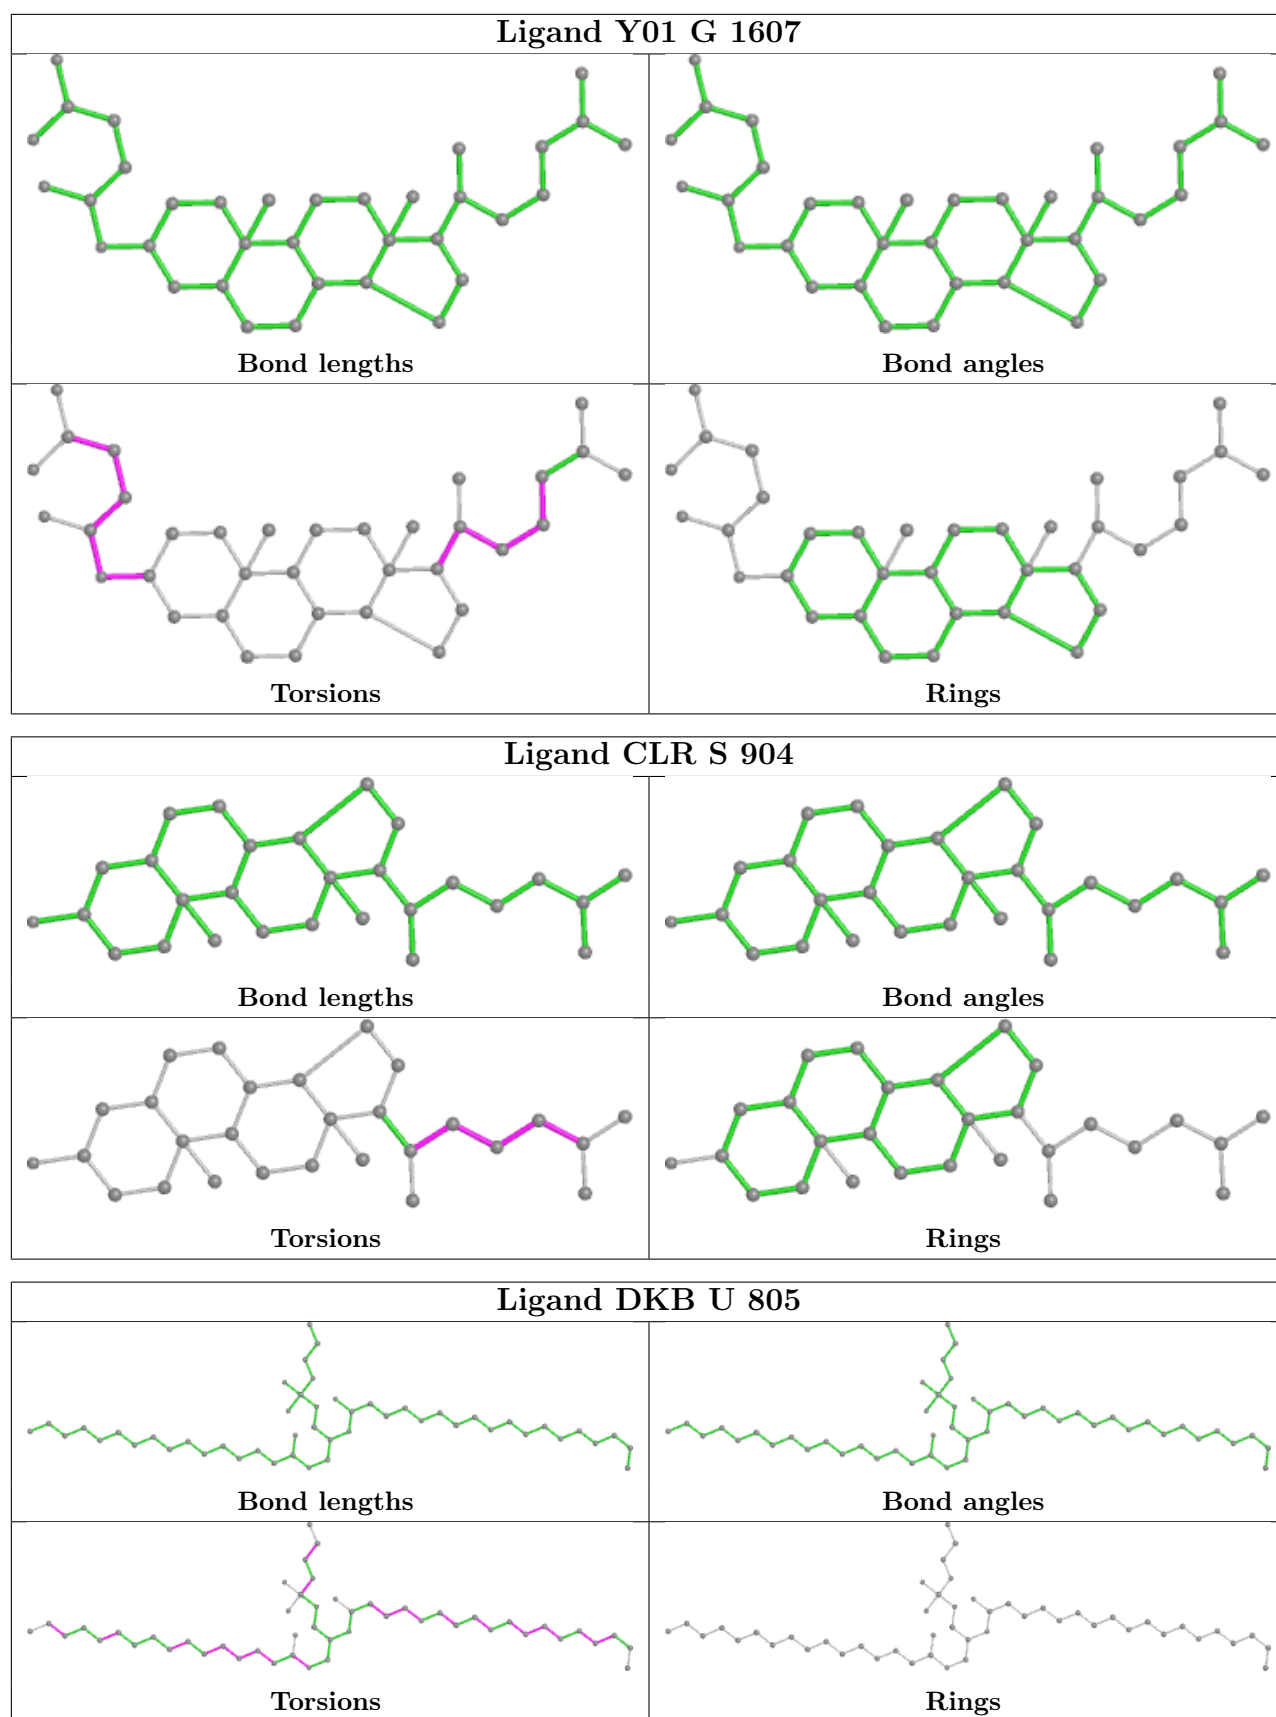 Ligand Y01 G 1607
Bond lengths
Bond angles
Torsions
Rings
Ligand CLR S 904
Bond lengths
Bond angles
Torsions
Rings
Ligand DKB U 805
Bond lengths
Bond angles
Torsions
Rings